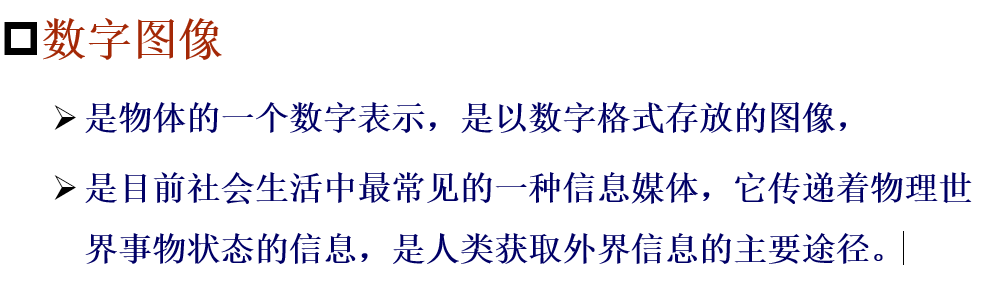 数字图像
是物体的一个数字表示，是以数字格式存放的图像，
是目前社会生活中最常见的一种信息媒体，它传递着物理世
界事物状态的信息，是人类获取外界信息的主要途径。